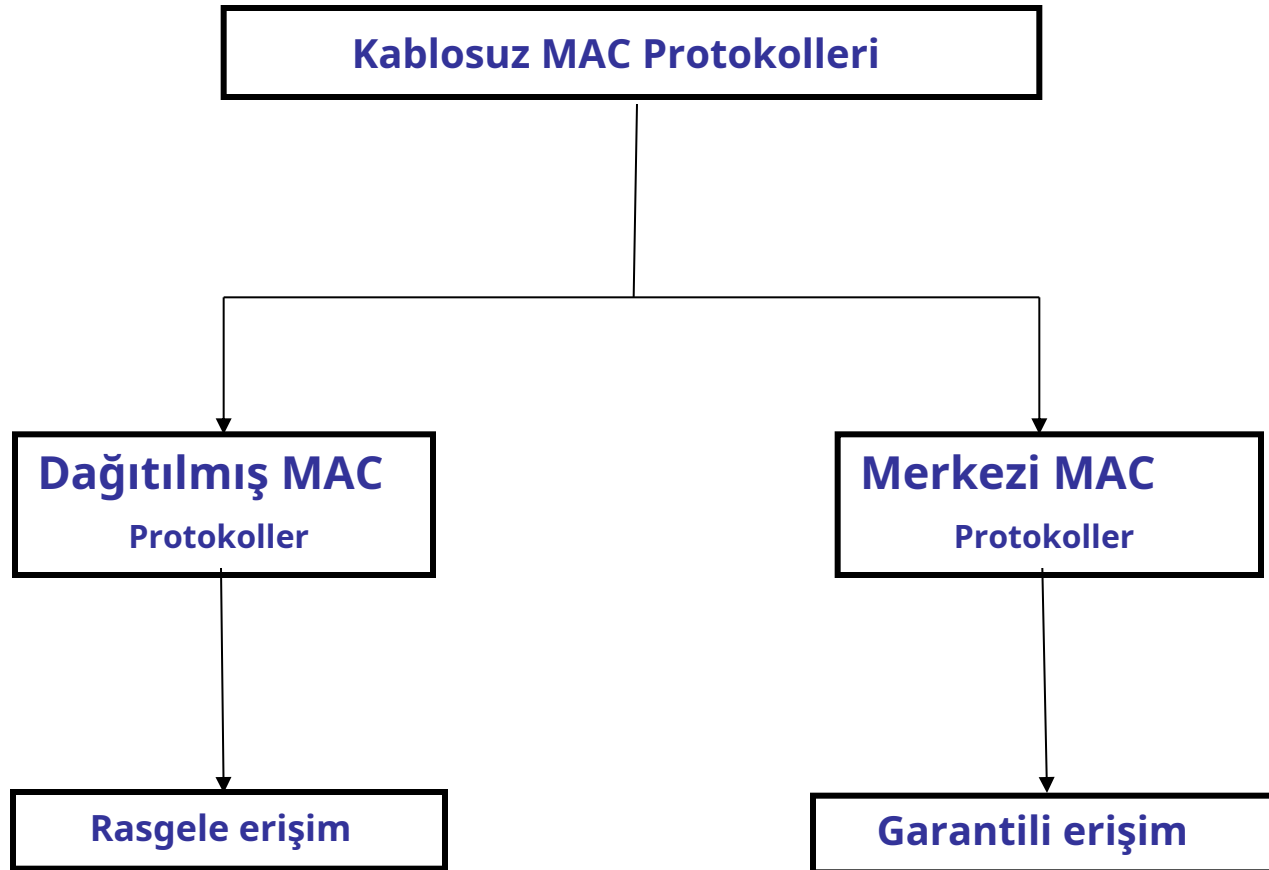 Kablosuz MAC Protokolleri
Dağıtılmış MAC
Protokoller
Merkezi MAC
Protokoller
Rasgele erişim
Garantili erişim